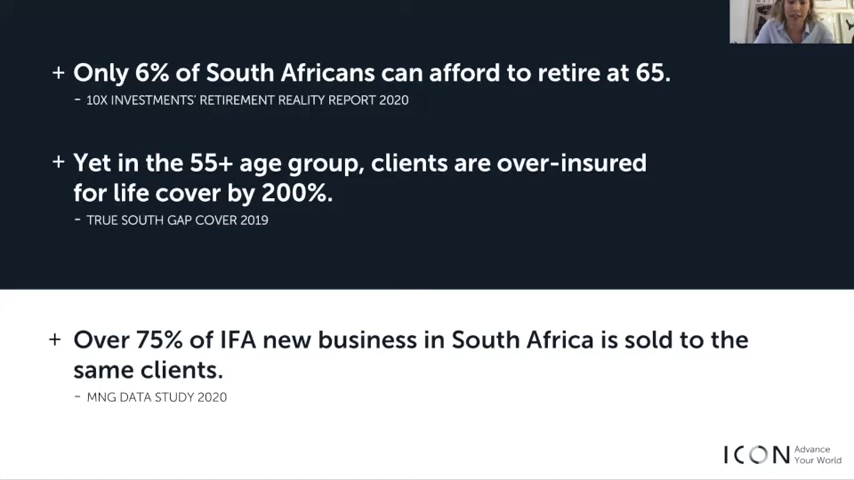 + Only 6% of South Africans can afford to retire at 65.
- 10X INVESTMENTS' RETIREMENT REALITY REPORT 2020
+ Yet in the 55+ age group, clients are over-insured
for life cover by 200%.
- TRUE SOUTH GAP COVER 2019
+ Over 75% of IFA new business in South Africa is sold to the
same clients.
- MNG DATA STUDY 2020
ICON Advance
Your World